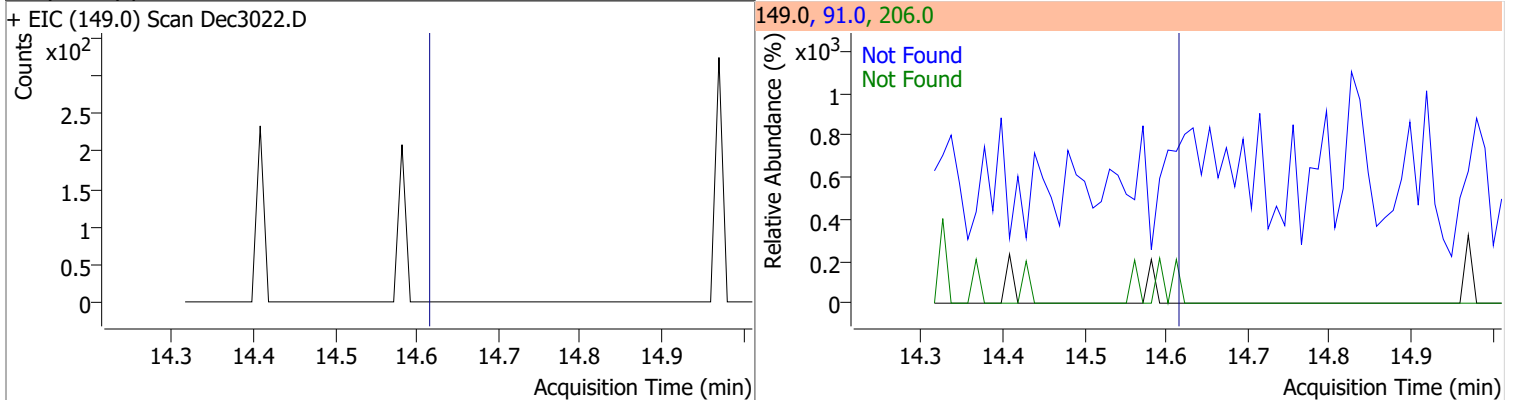 + EIC (149.0) Scan Dec3022.D
Counts
x10²
2.5
2
1.5
1
0.5
0
14.3 14.4 14.5 14.6 14.7 14.8 14.9
Acquisition Time (min)
149.0, 91.0, 206.0
Relative Abundance (%)
x10³
Not Found
Not Found
1
0.8
0.6
0.4
0.2
0
14.3 14.4 14.5 14.6 14.7 14.8 14.9
Acquisition Time (min)